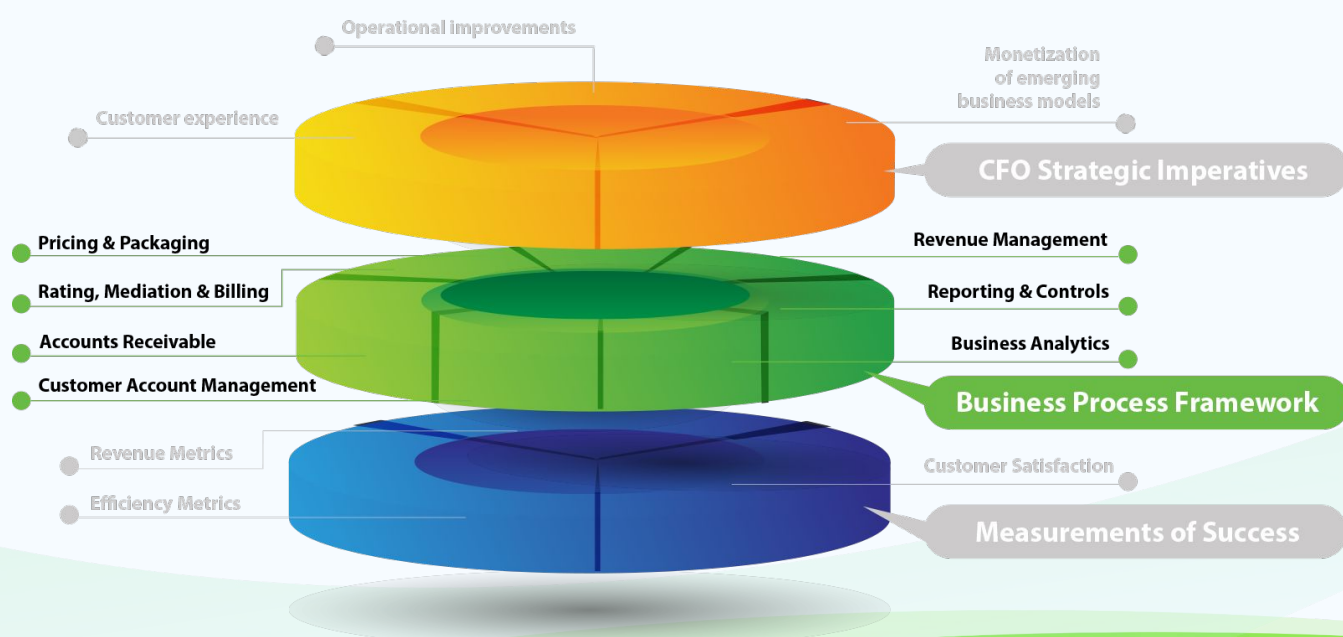 Operational improvements
Monetization
of emerging
business models
Customer experience
CFO Strategic Imperatives
Pricing & Packaging
Revenue Management
Rating, Mediation & Billing
Reporting & Controls
Accounts Receivable
Business Analytics
Customer Account Management
Business Process Framework
Revenue Metrics
Customer Satisfaction
Efficiency Metrics
Measurements of Success